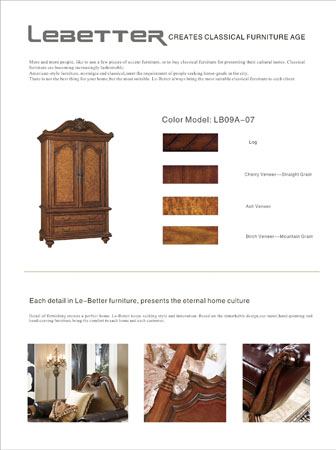 LEBETTER CREATES CLASSICAL FURNITURE AGE
More and more people, like to use a few pieces of accent furniture, or to buy classical furniture for presenting their cultural tastes. Classical
furniture are becoming increasingly fashionable.
American-style furniture, nostalgia and classical,meet the requirement of people seeking home-grade in the city.
There is not the best thing for your home,but the most suitable. Le-Better always bring the most suitable classical furniture to each client.
Color Model: LB09A-07
Log
Cherry Veneer---Straight Grain
Ash Veneer
Birch Veneer---Mountain Grain
Each detail in Le-Better furniture, presents the eternal home culture
Detail of furnishing creates a perfect home. Le-Better keeps seeking style and innovation. Based on the remarkable design,our waxed,hand-painting and
hand-carving furniture bring the comfort to each home and each customer.